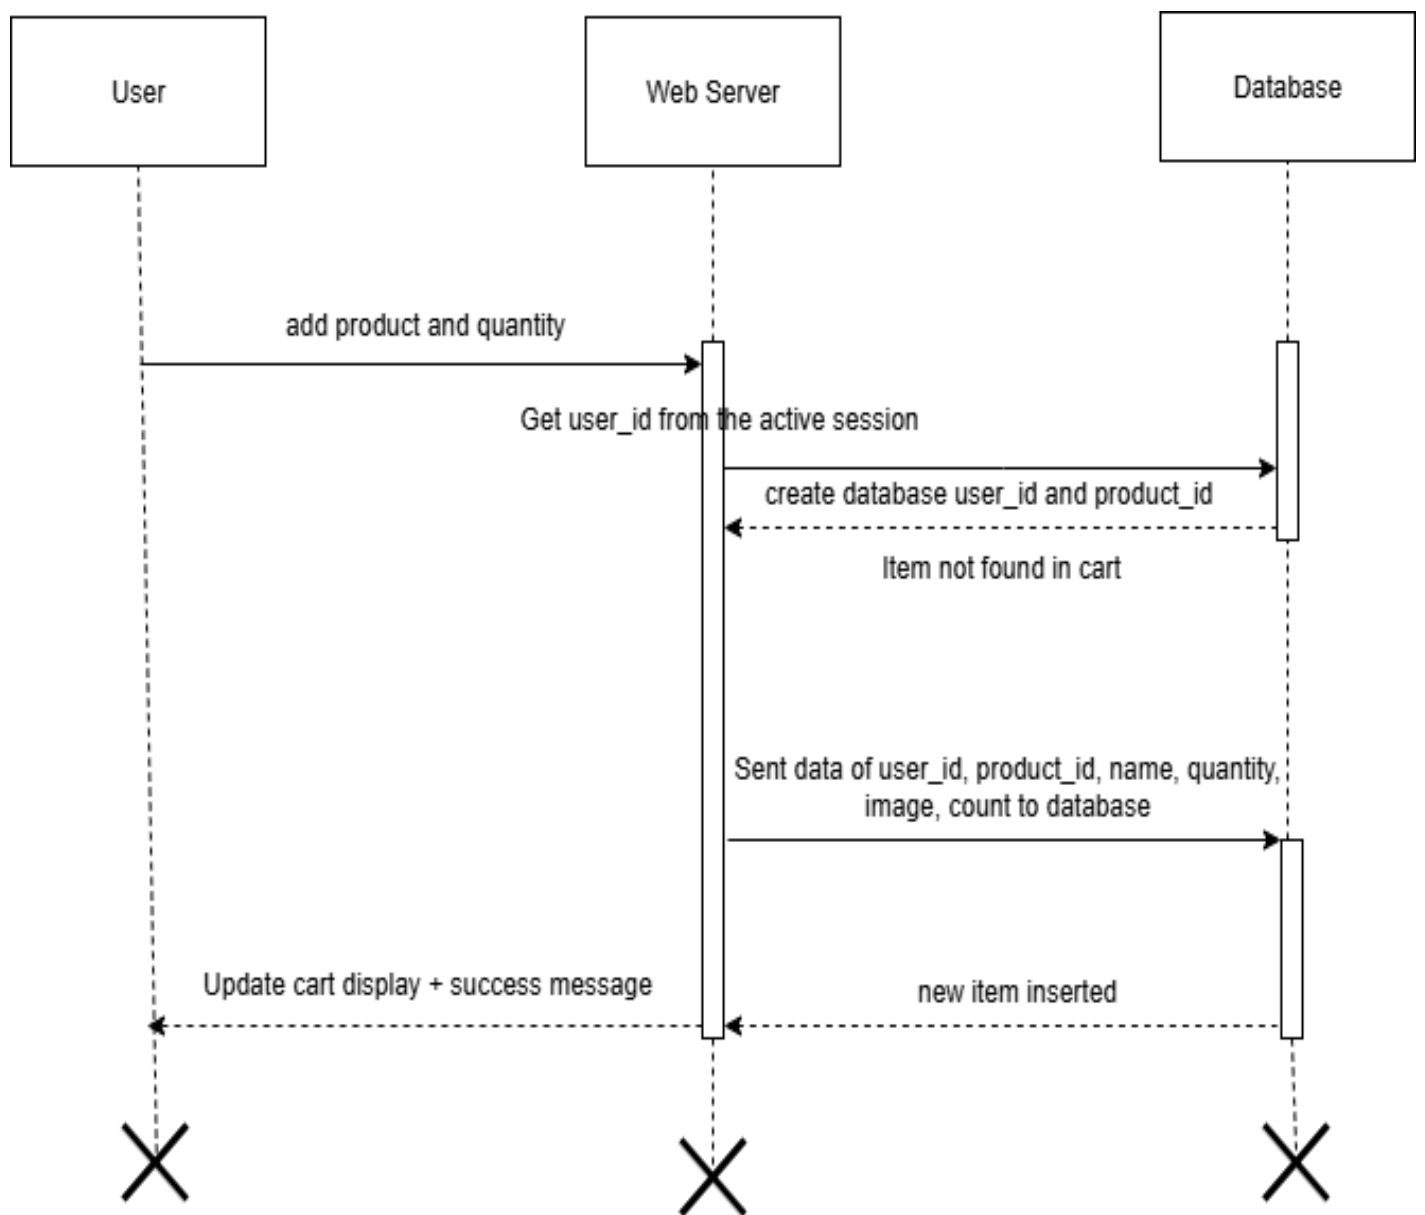 User
Web Server
Database
add product and quantity
Get user_id from the active session
create database user_id and product_id
Item not found in cart
Sent data of user_id, product_id, name, quantity,
image, count to database
Update cart display + success message
new item inserted